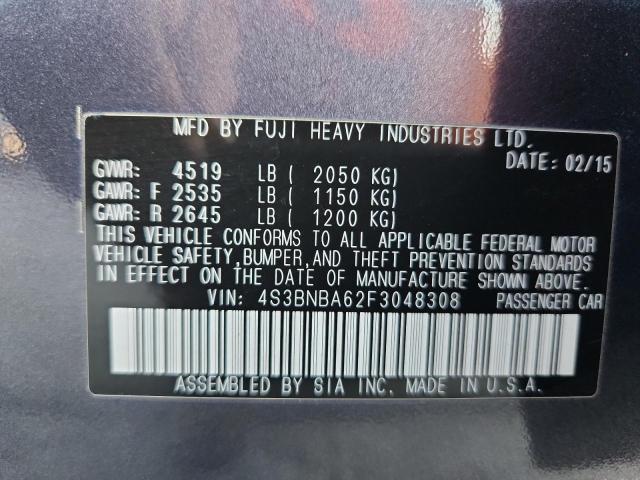 MFD BY FUJI HEAVY INDUSTRIES LTD.
DATE: 02/15
GVWR: 4519 LB ( 2050 KG)
GAWR: F 2535 LB ( 1150 KG)
GAWR: R 2645 LB ( 1200 KG)
THIS VEHICLE CONFORMS TO ALL APPLICABLE FEDERAL MOTOR
VEHICLE SAFETY, BUMPER, AND THEFT PREVENTION STANDARDS
IN EFFECT ON THE DATE OF MANUFACTURE SHOWN ABOVE.
VIN: 4S3BNBA62F3048308 PASSENGER CAR
ASSEMBLED BY SIA INC. MADE IN U.S.A.